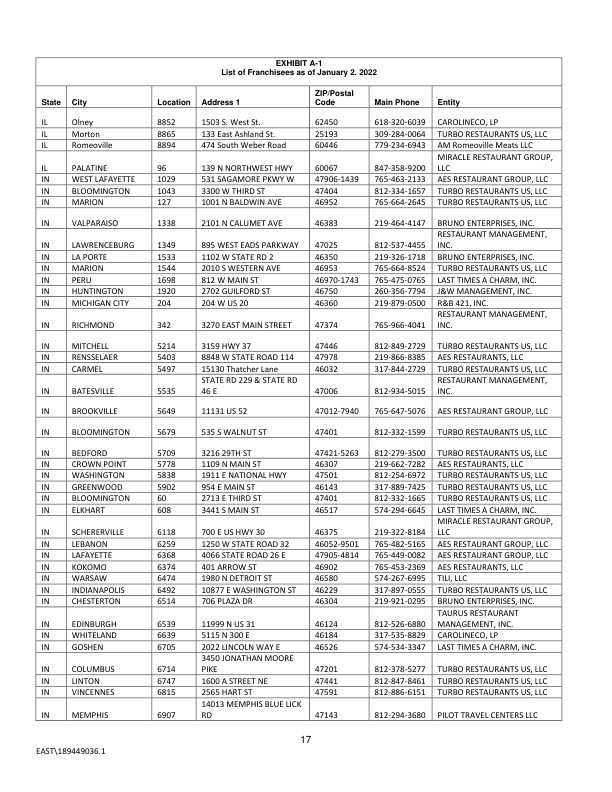 EXHIBIT A-1
List of Franchisees as of January 2. 2022
State City Location Address 1 ZIP/Postal Code Main Phone Entity
IL Olney 8852 1503 S. West St. 62450 618-320-6039 CAROLINECO, LP
IL Morton 8865 133 East Ashland St. 25193 309-284-0064 TURBO RESTAURANTS US, LLC
IL Romeoville 8894 474 South Weber Road 60446 779-234-6943 AM Romeoville Meats LLC
IL PALATINE 96 139 N NORTHWEST HWY 60067 847-358-9200 MIRACLE RESTAURANT GROUP, LLC
IN WEST LAFAYETTE 1029 531 SAGAMORE PKWY W 47906-1439 765-463-2133 AES RESTAURANT GROUP, LLC
IN BLOOMINGTON 1043 3300 W THIRD ST 47404 812-334-1657 TURBO RESTAURANTS US, LLC
IN MARION 127 1001 N BALDWIN AVE 46952 765-664-2645 TURBO RESTAURANTS US, LLC
IN VALPARAISO 1338 2101 N CALUMET AVE 46383 219-464-4147 BRUNO ENTERPRISES, INC.
IN LAWRENCEBURG 1349 895 WEST EADS PARKWAY 47025 812-537-4455 RESTAURANT MANAGEMENT, INC.
IN LA PORTE 1533 1102 W STATE RD 2 46350 219-326-1718 BRUNO ENTERPRISES, INC.
IN MARION 1544 2010 S WESTERN AVE 46953 765-664-8524 TURBO RESTAURANTS US, LLC
IN PERU 1698 812 W MAIN ST 46970-1743 765-475-0765 LAST TIMES A CHARM, INC.
IN HUNTINGTON 1920 2702 GUILFORD ST 46750 260-356-7794 J&W MANAGEMENT, INC.
IN MICHIGAN CITY 204 204 W US 20 46360 219-879-0500 R&B 421, INC.
IN RICHMOND 342 3270 EAST MAIN STREET 47374 765-966-4041 RESTAURANT MANAGEMENT, INC.
IN MITCHELL 5214 3159 HWY 37 47446 812-849-2729 TURBO RESTAURANTS US, LLC
IN RENSSELAER 5403 8848 W STATE ROAD 114 47978 219-866-8385 AES RESTAURANTS, LLC
IN CARMEL 5497 15130 Thatcher Lane 46032 317-844-2729 TURBO RESTAURANTS US, LLC
IN BATESVILLE 5535 STATE RD 229 & STATE RD 46 E 47006 812-934-5015 RESTAURANT MANAGEMENT, INC.
IN BROOKVILLE 5649 11131 US 52 47012-7940 765-647-5076 AES RESTAURANT GROUP, LLC
IN BLOOMINGTON 5679 535 S WALNUT ST 47401 812-332-1599 TURBO RESTAURANTS US, LLC
IN BEDFORD 5709 3216 29TH ST 47421-5263 812-279-3500 TURBO RESTAURANTS US, LLC
IN CROWN POINT 5778 1109 N MAIN ST 46307 219-662-7282 AES RESTAURANTS, LLC
IN WASHINGTON 5838 1911 E NATIONAL HWY 47501 812-254-6972 TURBO RESTAURANTS US, LLC
IN GREENWOOD 5902 954 E MAIN ST 46143 317-889-7425 TURBO RESTAURANTS US, LLC
IN BLOOMINGTON 60 2713 E THIRD ST 47401 812-332-1665 TURBO RESTAURANTS US, LLC
IN ELKHART 608 3441 S MAIN ST 46517 574-294-6645 LAST TIMES A CHARM, INC.
IN SCHERERVILLE 6118 700 E US HWY 30 46375 219-322-8184 MIRACLE RESTAURANT GROUP, LLC
IN LEBANON 6259 1250 W STATE ROAD 32 46052-9501 765-482-5165 AES RESTAURANT GROUP, LLC
IN LAFAYETTE 6368 4066 STATE ROAD 26 E 47905-4814 765-449-0082 AES RESTAURANT GROUP, LLC
IN KOKOMO 6374 401 ARROW ST 46902 765-453-2369 AES RESTAURANTS, LLC
IN WARSAW 6474 1980 N DETROIT ST 46580 574-267-6995 TILI, LLC
IN INDIANAPOLIS 6492 10877 E WASHINGTON ST 46229 317-897-0555 TURBO RESTAURANTS US, LLC
IN CHESTERTON 6514 706 PLAZA DR 46304 219-921-0295 BRUNO ENTERPRISES, INC.
IN EDINBURGH 6539 11999 N US 31 46124 812-526-6880 TAURUS RESTAURANT MANAGEMENT, INC.
IN WHITELAND 6639 5115 N 300 E 46184 317-535-8829 CAROLINECO, LP
IN GOSHEN 6705 2022 LINCOLN WAY E 46526 574-534-3347 LAST TIMES A CHARM, INC.
IN COLUMBUS 6714 3450 JONATHAN MOORE PIKE 47201 812-378-5277 TURBO RESTAURANTS US, LLC
IN LINTON 6747 1600 A STREET NE 47441 812-847-8461 TURBO RESTAURANTS US, LLC
IN VINCENNES 6815 2565 HART ST 47591 812-886-6151 TURBO RESTAURANTS US, LLC
IN MEMPHIS 6907 14013 MEMPHIS BLUE LICK RD 47143 812-294-3680 PILOT TRAVEL CENTERS LLC
17
EAST\189449036.1